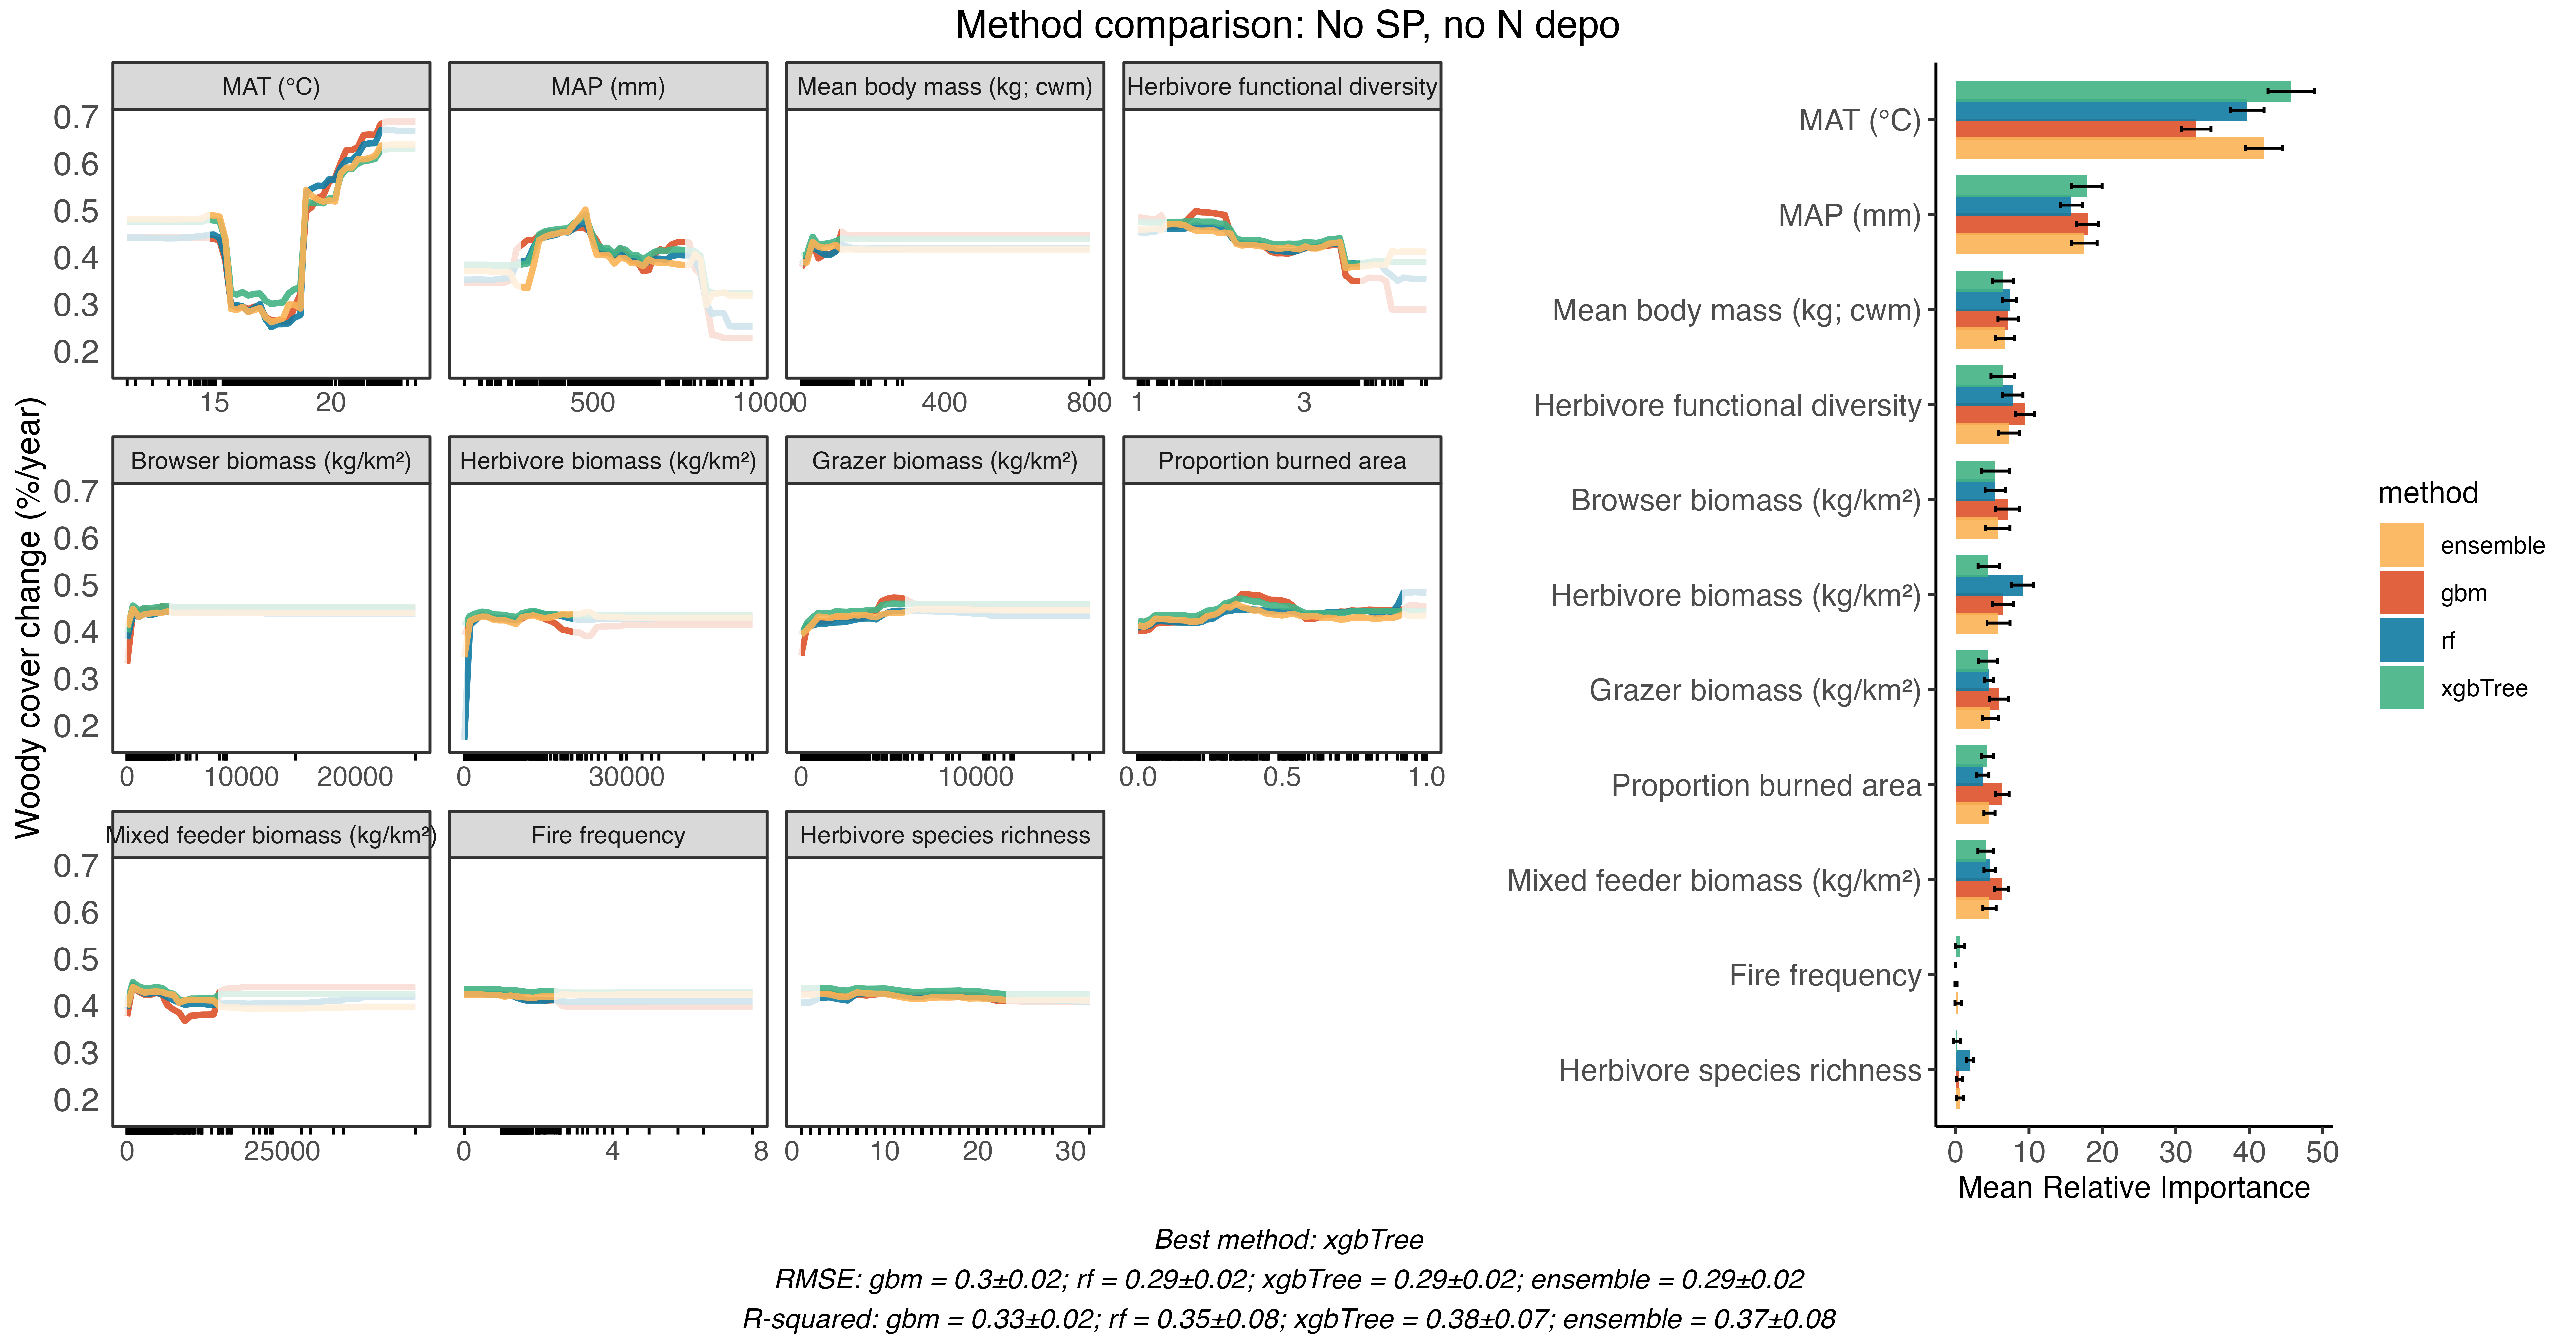 Method comparison: No SP, no N depo
MAT (°C)
MAP (mm)
Mean body mass (kg; cwm)
Herbivore functional diversity
0.7
0.6
0.5
0.4
0.3
0.2
15 20
500 1000
0 400 800
1 3
Woody cover change (%/year)
Browser biomass (kg/km²)
Herbivore biomass (kg/km²)
Grazer biomass (kg/km²)
Proportion burned area
0.7
0.6
0.5
0.4
0.3
0.2
0 10000 20000
0 30000
0 10000
0.0 0.5 1.0
Mixed feeder biomass (kg/km²)
Fire frequency
Herbivore species richness
0.7
0.6
0.5
0.4
0.3
0.2
0 25000
0 4 8
0 10 20 30
MAT (°C)
MAP (mm)
Mean body mass (kg; cwm)
Herbivore functional diversity
Browser biomass (kg/km²)
Herbivore biomass (kg/km²)
Grazer biomass (kg/km²)
Proportion burned area
Mixed feeder biomass (kg/km²)
Fire frequency
Herbivore species richness
0 10 20 30 40 50
Mean Relative Importance
method
ensemble
gbm
rf
xgbTree
Best method: xgbTree
RMSE: gbm = 0.3±0.02; rf = 0.29±0.02; xgbTree = 0.29±0.02; ensemble = 0.29±0.02
R-squared: gbm = 0.33±0.02; rf = 0.35±0.08; xgbTree = 0.38±0.07; ensemble = 0.37±0.08